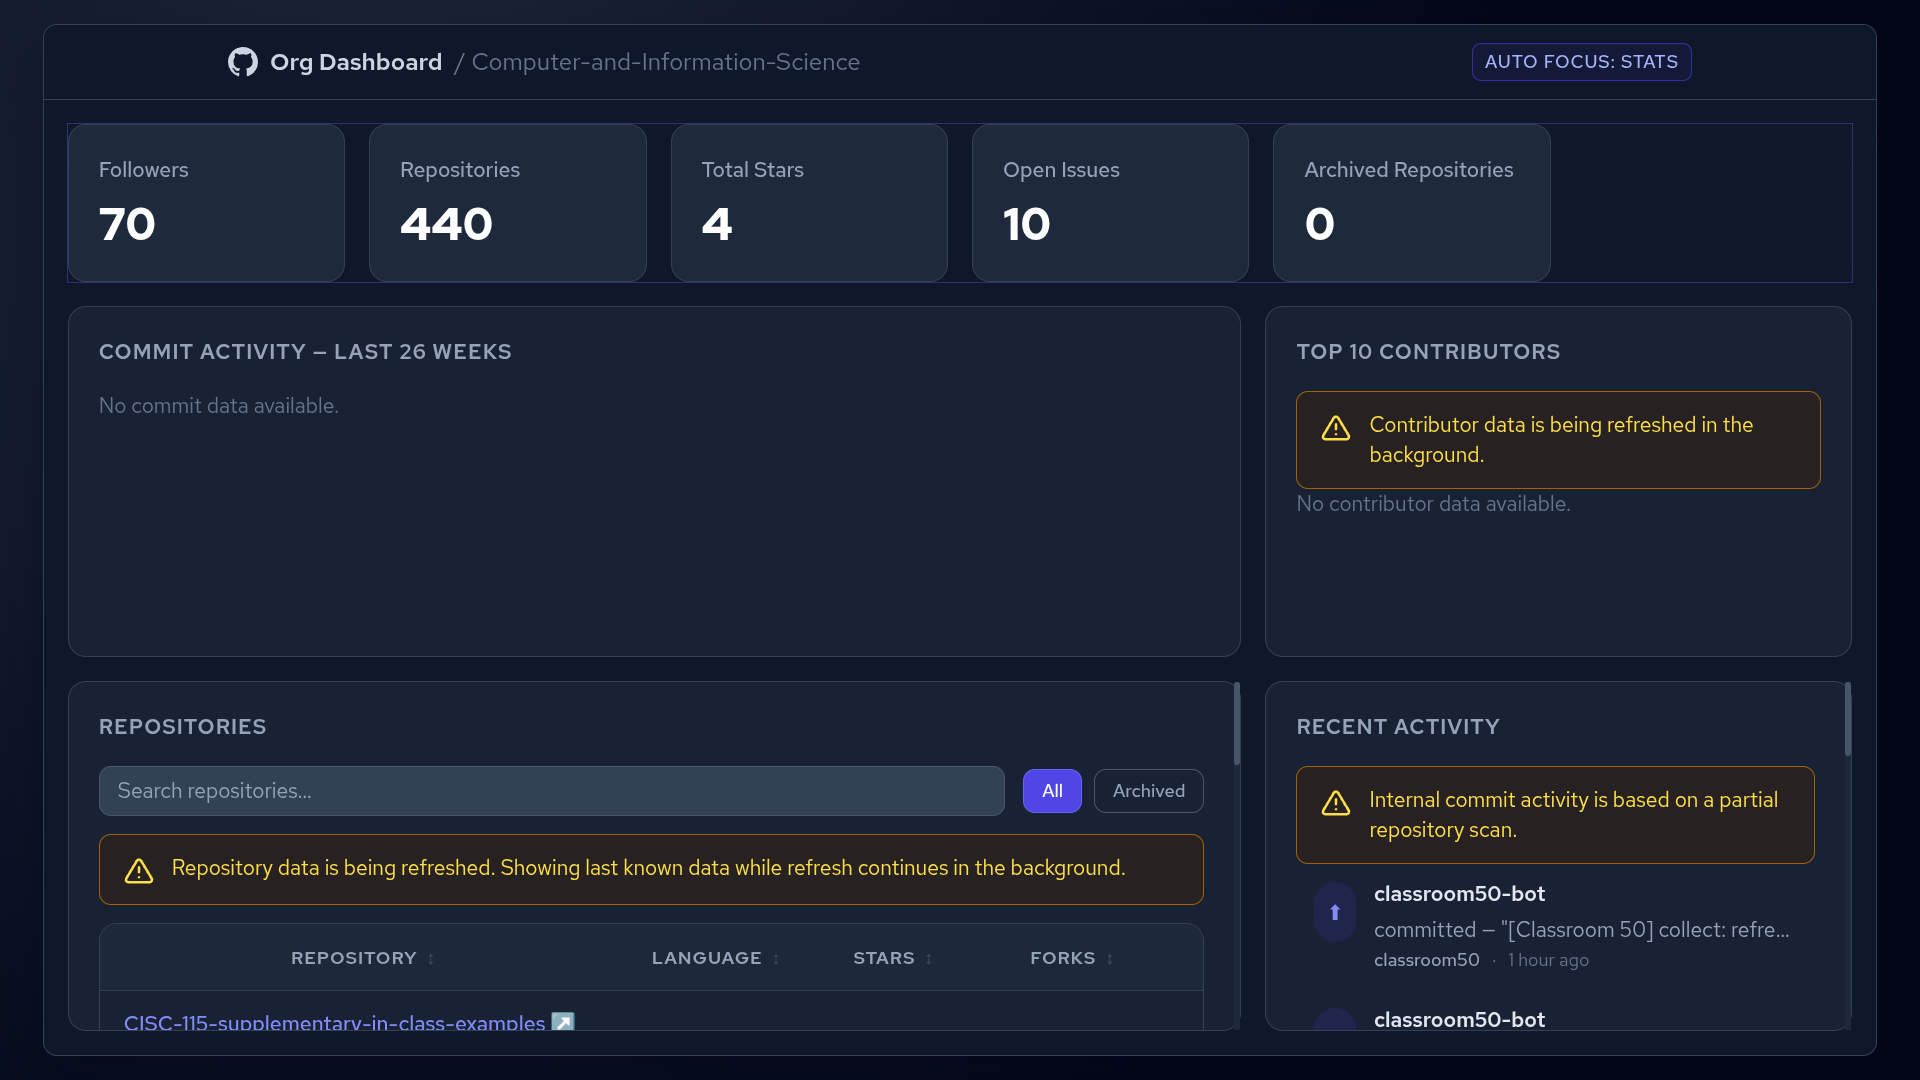 Org Dashboard / Computer-and-Information-Science
AUTO FOCUS: STATS
Followers
70
Repositories
440
Total Stars
4
Open Issues
10
Archived Repositories
0
COMMIT ACTIVITY — LAST 26 WEEKS
No commit data available.
TOP 10 CONTRIBUTORS
Contributor data is being refreshed in the
background.
No contributor data available.
REPOSITORIES
Search repositories...
All
Archived
Repository data is being refreshed. Showing last known data while refresh continues in the background.
REPOSITORY ↕ LANGUAGE ↕ STARS ↕ FORKS ↕
CISC-115-supplementary-in-class-examples ↗
RECENT ACTIVITY
Internal commit activity is based on a partial
repository scan.
classroom50-bot
committed — "[Classroom 50] collect: refre...
classroom50 · 1 hour ago
classroom50-bot